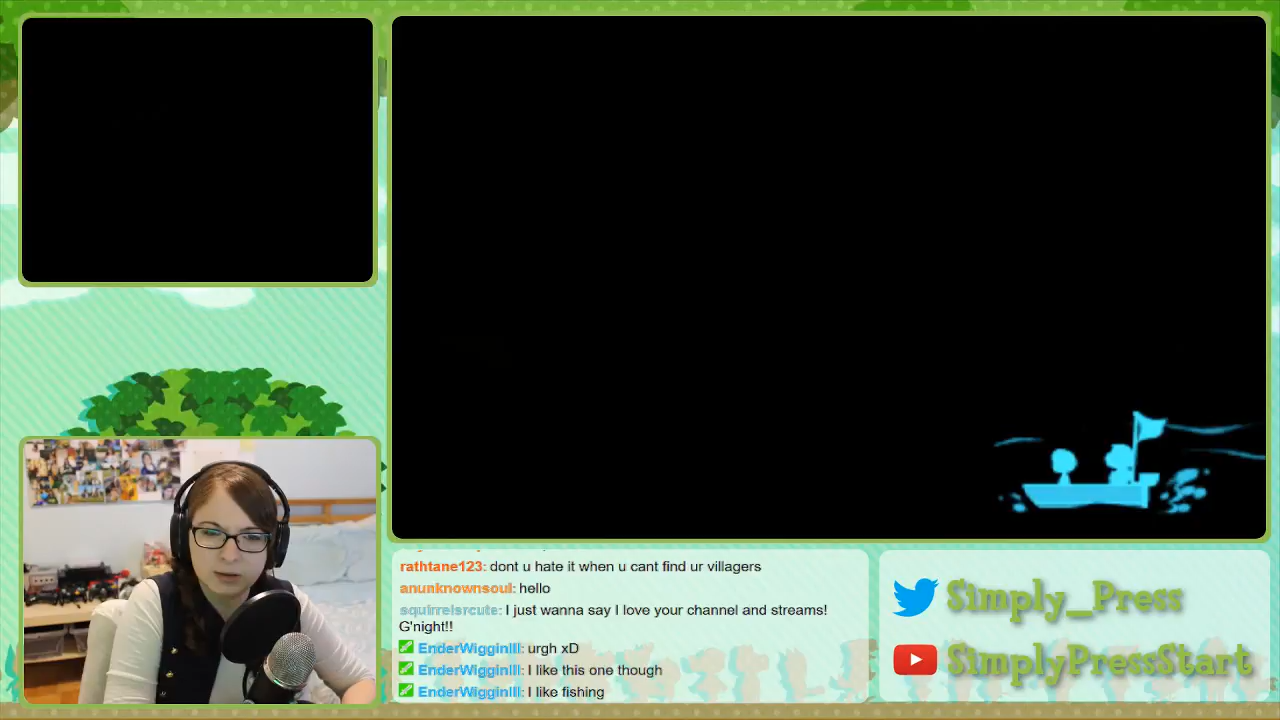 rathtane123: dont u hate it when u cant find ur villagers
anunknownsoul: hello
squirrelsrcute: I just wanna say I love your channel and streams!
G'night!!
EnderWigginIII: urgh xD
EnderWigginIII: I like this one though
EnderWigginIII: I like fishing
Simply_Press
SimplyPressStart